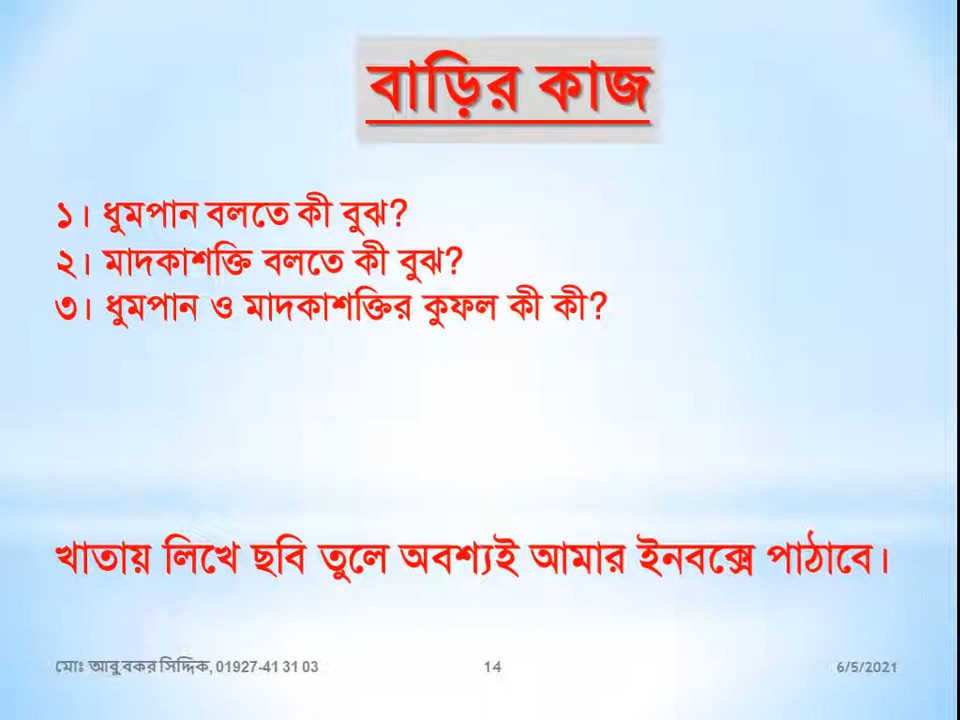 বাড়ির কাজ
১। ধুমপান বলতে কী বুঝ?
২। মাদকাশক্তি বলতে কী বুঝ?
৩। ধুমপান ও মাদকাশক্তির কুফল কী কী?
খাতায় লিখে ছবি তুলে অবশ্যই আমার ইনবক্সে পাঠাবে।
মোঃ আবু বকর সিদ্দিক, 01927-41 31 03 14 6/5/2021